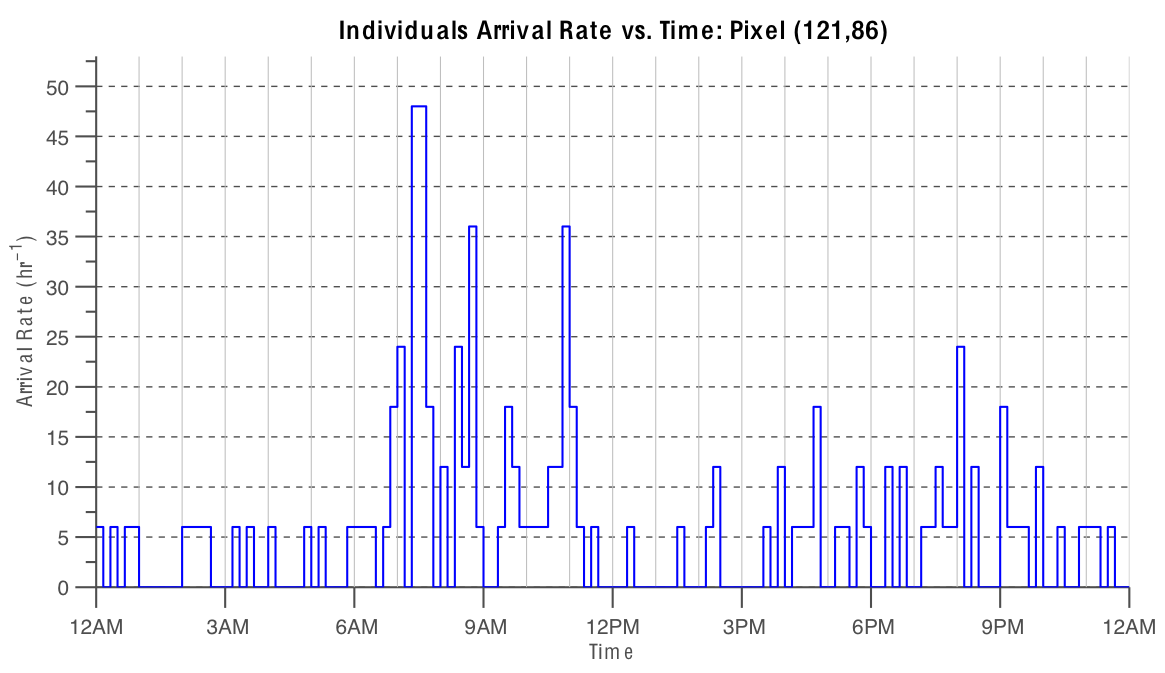 Individuals Arrival Rate vs. Time: Pixel (121,86)
50
45
40
35
30
25
20
15
10
5
0
Arrival Rate (hr⁻¹)
12AM 3AM 6AM 9AM 12PM 3PM 6PM 9PM 12AM
Time